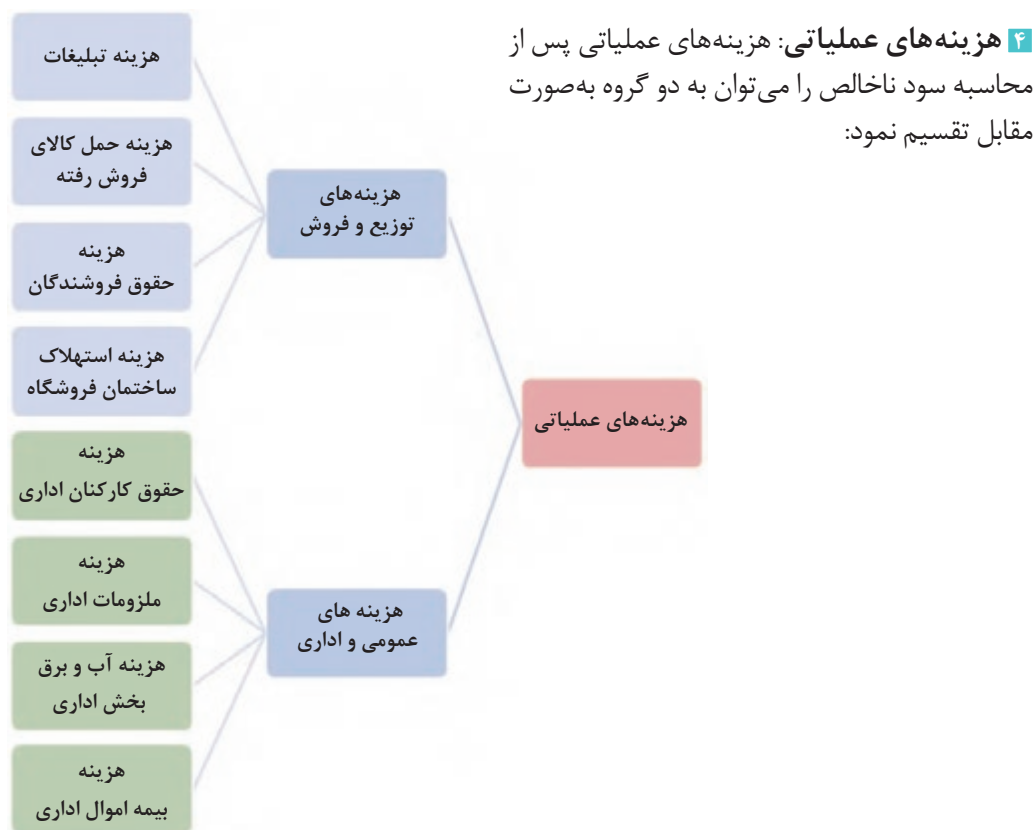 ۴ هزینه‌های عملیاتی: هزینه‌های عملیاتی پس از
محاسبه سود ناخالص را می‌توان به دو گروه به‌صورت
مقابل تقسیم نمود:
هزینه‌های عملیاتی
هزینه‌های
توزیع و فروش
هزینه تبلیغات
هزینه حمل کالای
فروش رفته
هزینه
حقوق فروشندگان
هزینه استهلاک
ساختمان فروشگاه
هزینه های
عمومی و اداری
هزینه
حقوق کارکنان اداری
هزینه
ملزومات اداری
هزینه آب و برق
بخش اداری
هزینه
بیمه اموال اداری